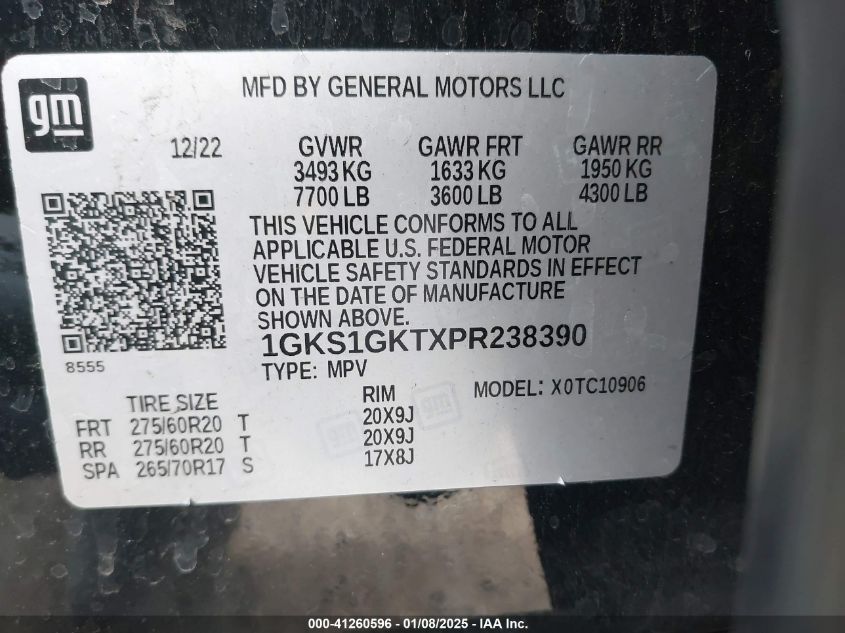 gm
MFD BY GENERAL MOTORS LLC
12/22 GVWR GAWR FRT GAWR RR
3493 KG 1633 KG 1950 KG
7700 LB 3600 LB 4300 LB
THIS VEHICLE CONFORMS TO ALL
APPLICABLE U.S. FEDERAL MOTOR
VEHICLE SAFETY STANDARDS IN EFFECT
ON THE DATE OF MANUFACTURE
SHOWN ABOVE.
1GKS1GKTXPR238390
8555
TYPE: MPV MODEL: X0TC10906
TIRE SIZE RIM
FRT 275/60R20 T 20X9J
RR 275/60R20 T 20X9J
SPA 265/70R17 S 17X8J
000-41260596 - 01/08/2025 - IAA Inc.